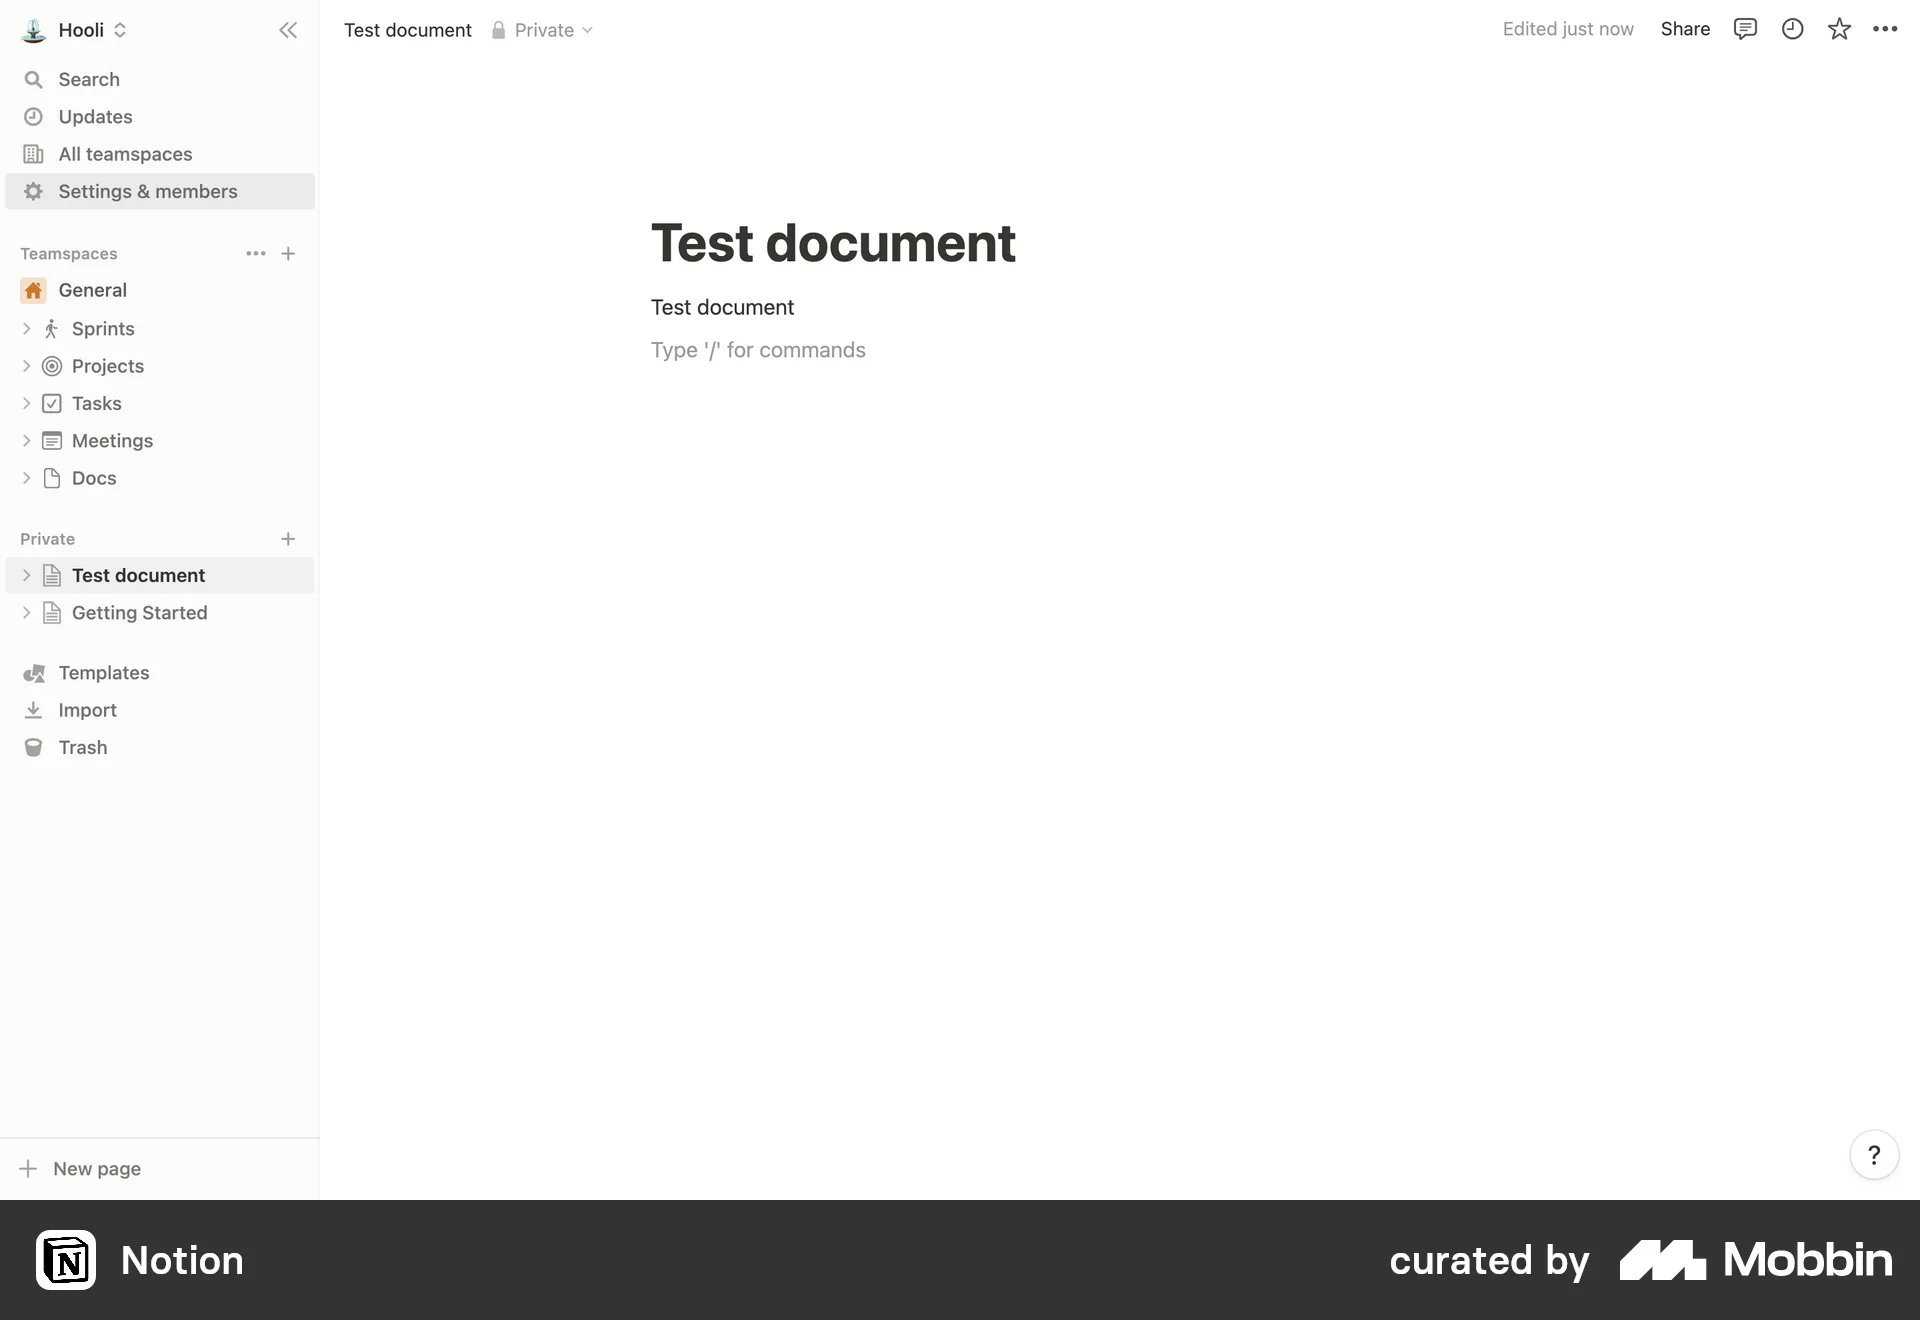 Hooli
Search
Updates
All teamspaces
Settings & members
Teamspaces
General
Sprints
Projects
Tasks
Meetings
Docs
Private
Test document
Getting Started
Templates
Import
Trash
New page
Test document Private
Edited just now Share
Test document
Test document
Type '/' for commands
?
N Notion
curated by Mobbin